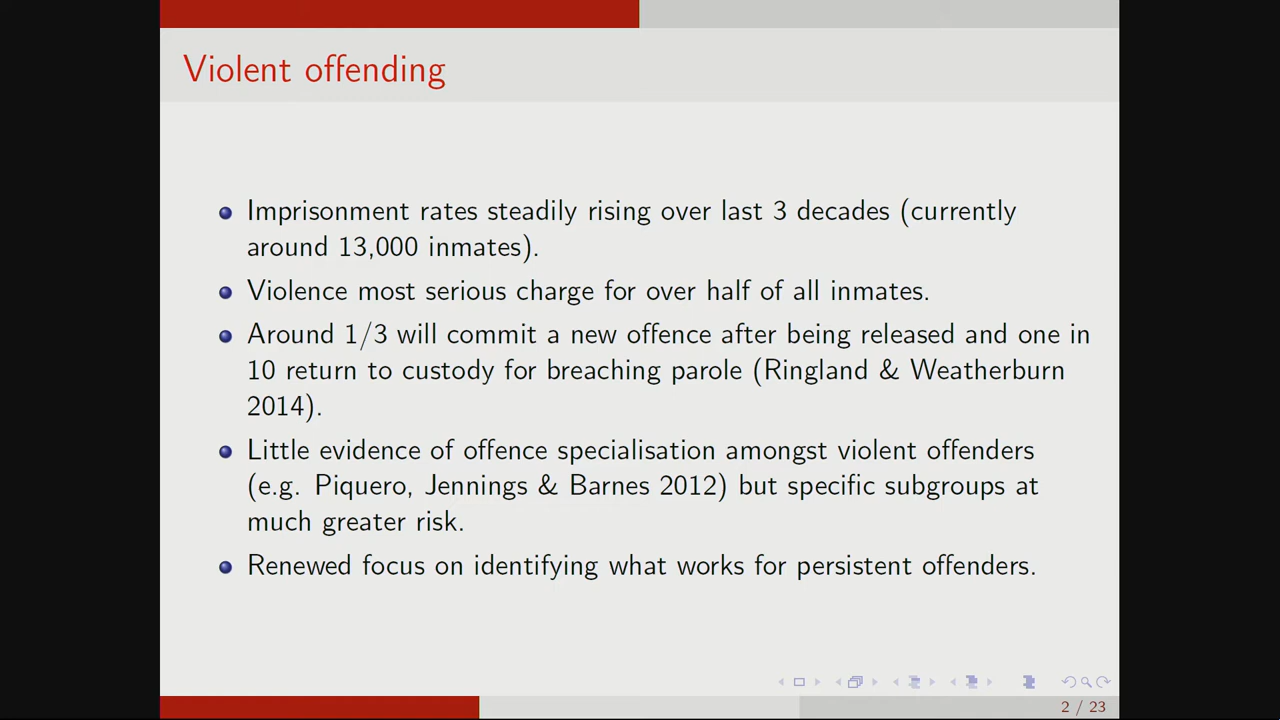 Violent offending
Imprisonment rates steadily rising over last 3 decades (currently
around 13,000 inmates).
Violence most serious charge for over half of all inmates.
Around 1/3 will commit a new offence after being released and one in
10 return to custody for breaching parole (Ringland & Weatherburn
2014).
Little evidence of offence specialisation amongst violent offenders
(e.g. Piquero, Jennings & Barnes 2012) but specific subgroups at
much greater risk.
Renewed focus on identifying what works for persistent offenders.
2 / 23